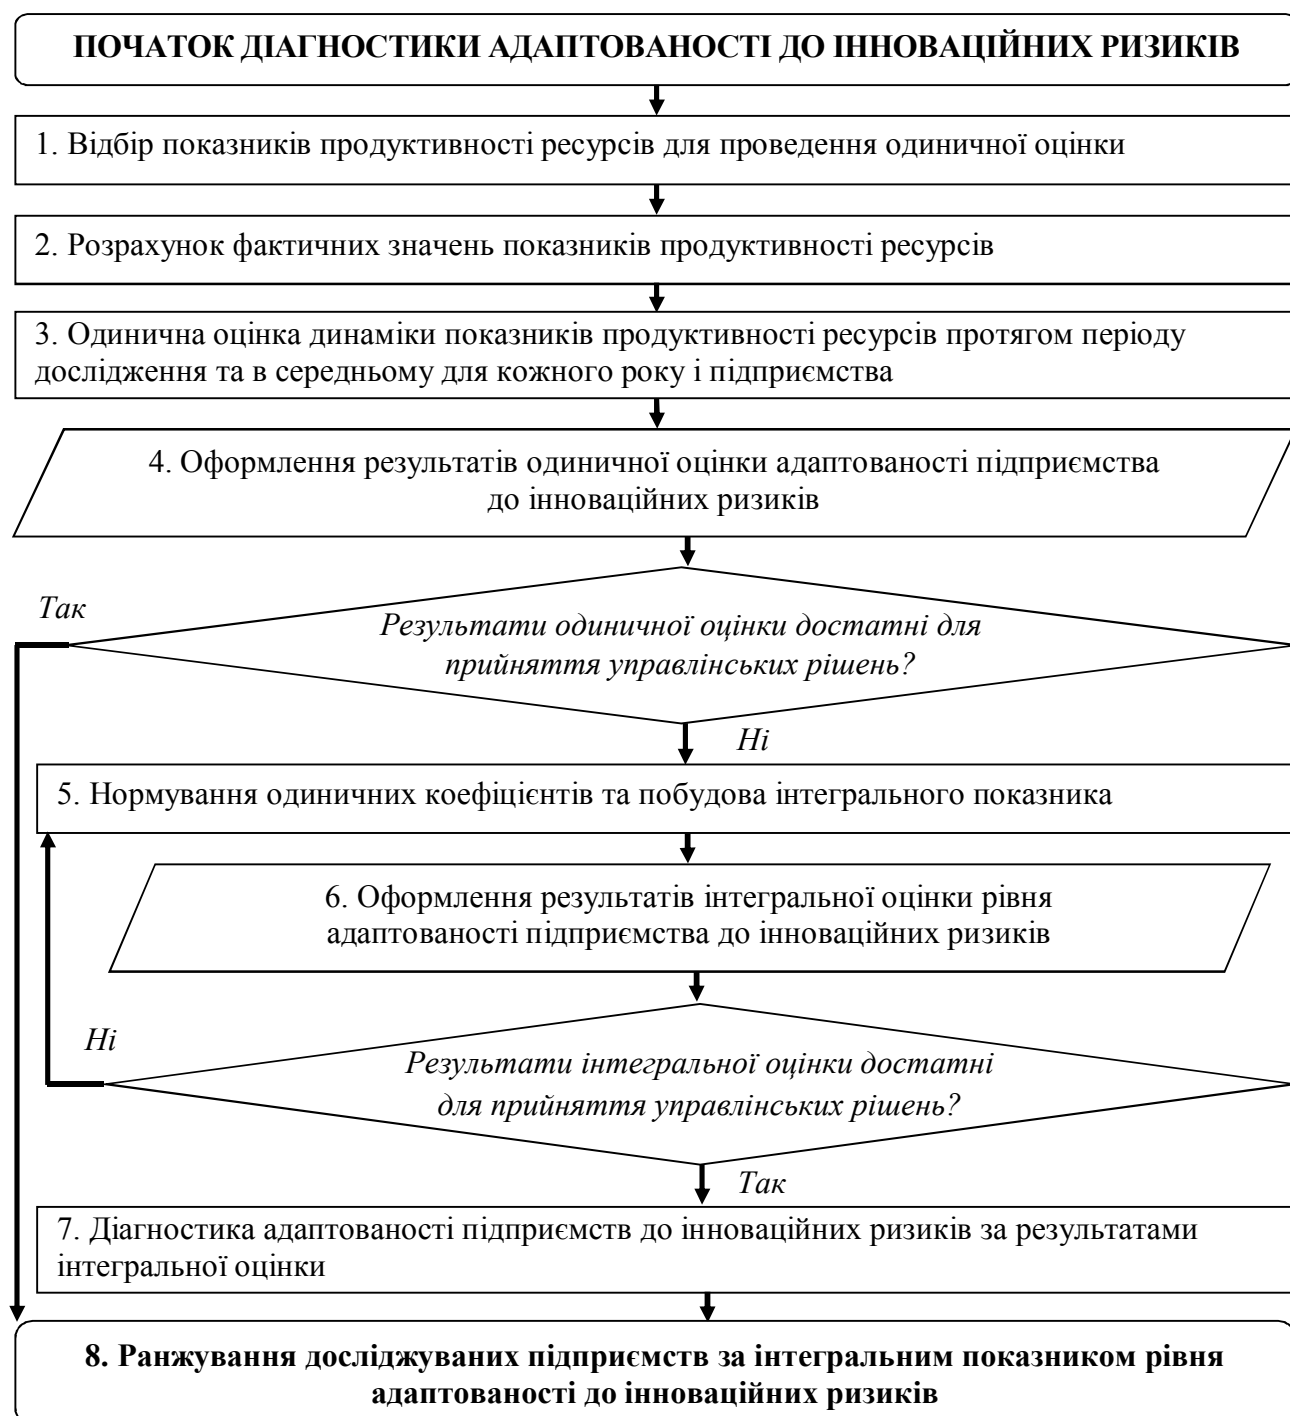 ПОЧАТОК ДІАГНОСТИКИ АДАПТОВАНОСТІ ДО ІННОВАЦІЙНИХ РИЗИКІВ
1. Відбір показників продуктивності ресурсів для проведення одиничної оцінки
2. Розрахунок фактичних значень показників продуктивності ресурсів
3. Одинична оцінка динаміки показників продуктивності ресурсів протягом періоду
дослідження та в середньому для кожного року і підприємства
4. Оформлення результатів одиничної оцінки адаптованості підприємства
до інноваційних ризиків
Так
Результати одиничної оцінки достатні для
прийняття управлінських рішень?
Ні
5. Нормування одиничних коефіцієнтів та побудова інтегрального показника
6. Оформлення результатів інтегральної оцінки рівня
адаптованості підприємства до інноваційних ризиків
Ні
Результати інтегральної оцінки достатні
для прийняття управлінських рішень?
Так
7. Діагностика адаптованості підприємств до інноваційних ризиків за результатами
інтегральної оцінки
8. Ранжування досліджуваних підприємств за інтегральним показником рівня
адаптованості до інноваційних ризиків